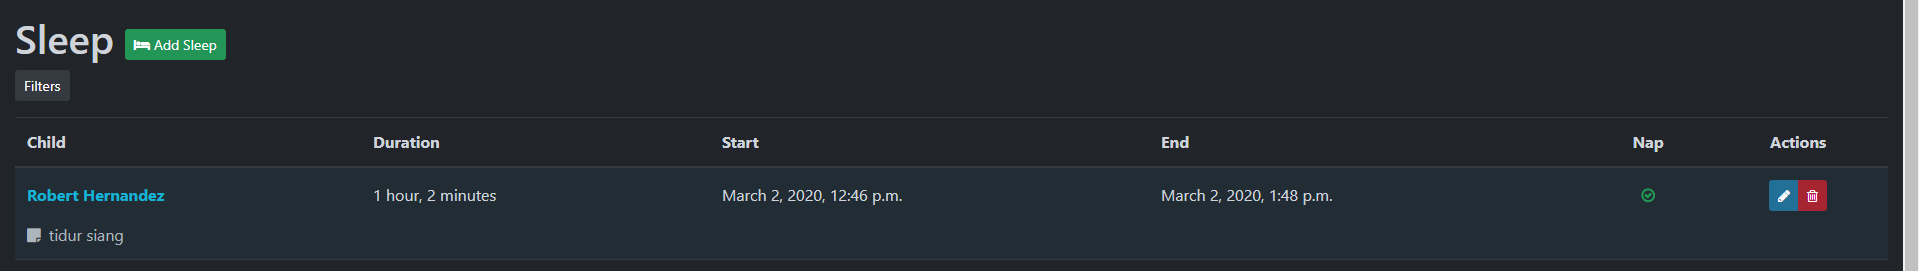 Sleep Add Sleep
Filters
Child Duration Start End Nap Actions
Robert Hernandez 1 hour, 2 minutes March 2, 2020, 12:46 p.m. March 2, 2020, 1:48 p.m.
tidur siang